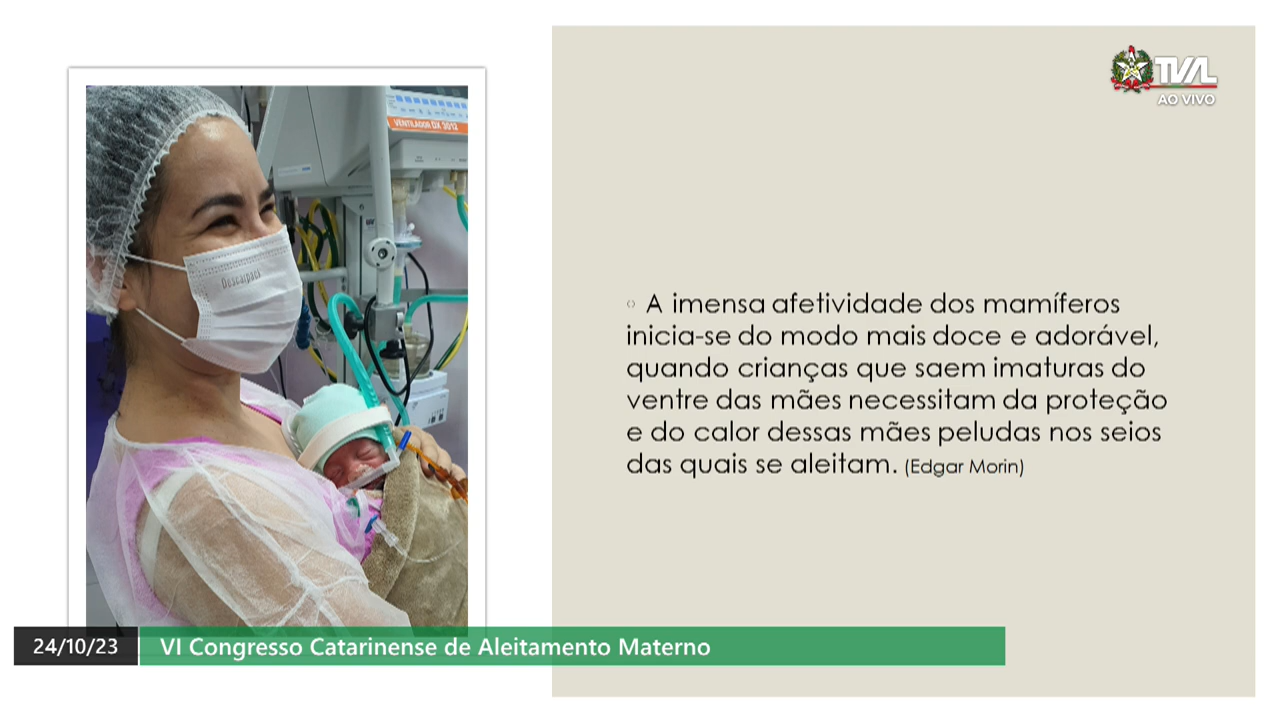 TVAL
AO VIVO
VENTILADOR DX 3012
Descarpack
A imensa afetividade dos mamíferos
inicia-se do modo mais doce e adorável,
quando crianças que saem imaturas do
ventre das mães necessitam da proteção
e do calor dessas mães peludas nos seios
das quais se aleitam. (Edgar Morin)
24/10/23 VI Congresso Catarinense de Aleitamento Materno